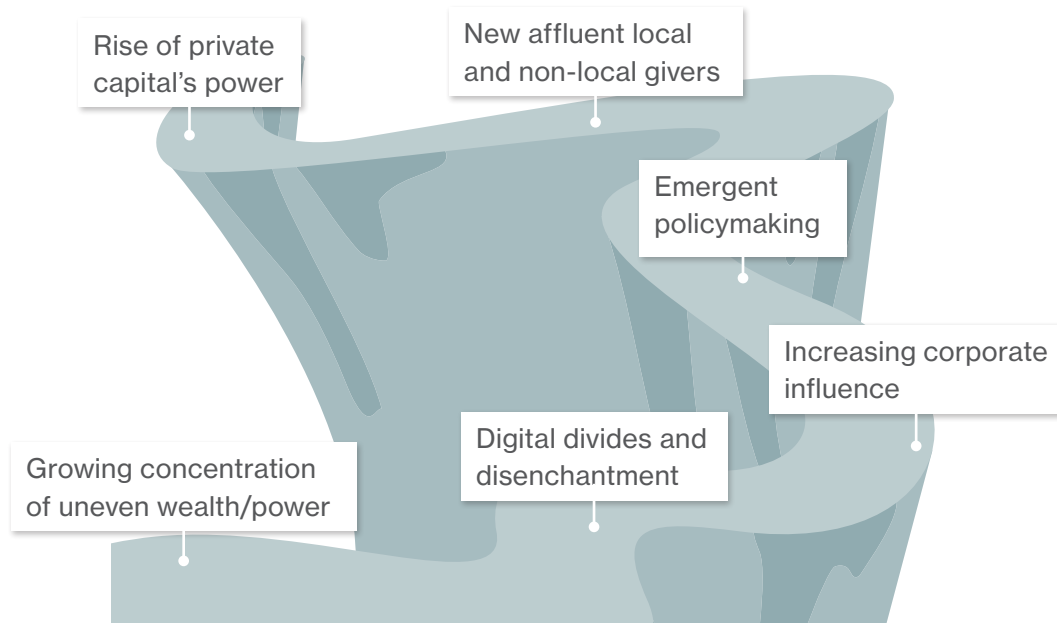 Rise of private
capital’s power
New affluent local
and non-local givers
Emergent
policymaking
Increasing corporate
influence
Digital divides and
disenchantment
Growing concentration
of uneven wealth/power